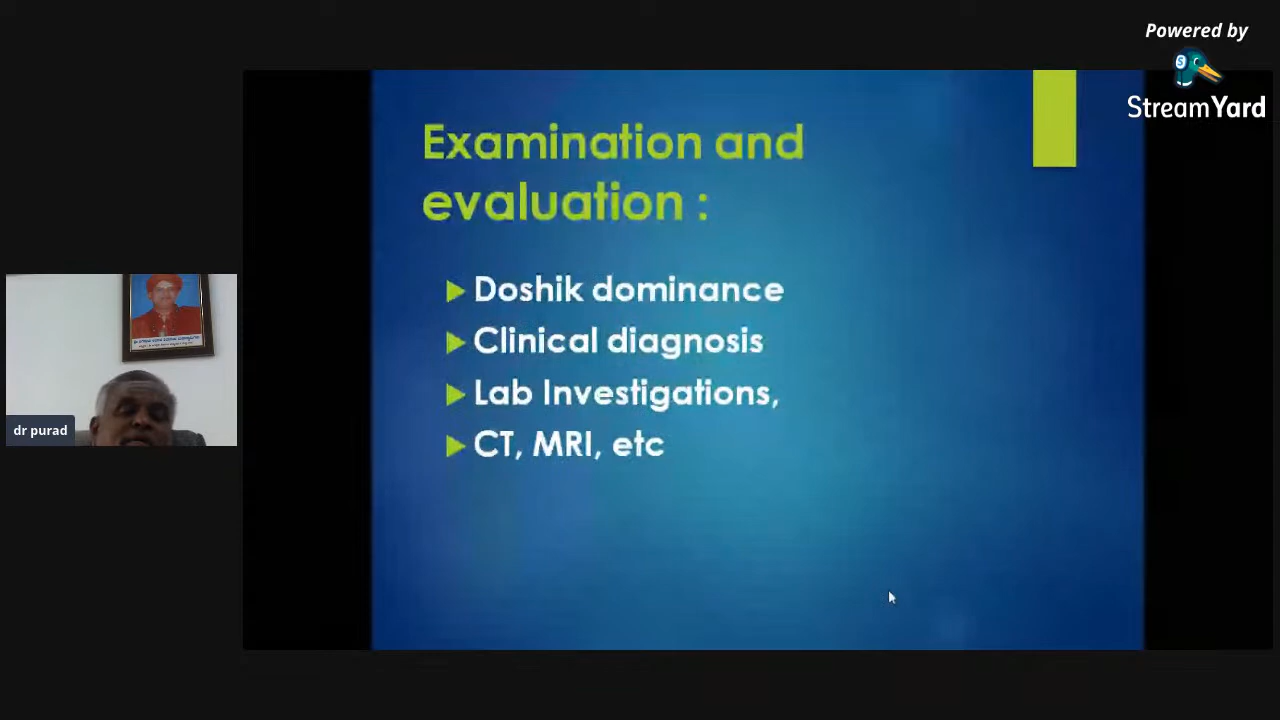 Powered by
StreamYard
Examination and
evaluation :
Doshik dominance
Clinical diagnosis
Lab Investigations,
CT, MRI, etc
dr purad